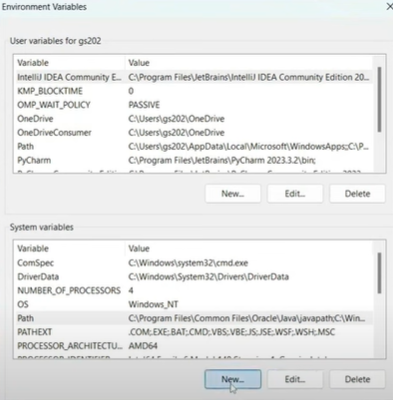 Environment Variables
User variables for gs202
Variable Value
IntelliJ IDEA Community E... C:\Program Files\JetBrains\IntelliJ IDEA Community Edition 20...
KMP_BLOCKTIME 0
OMP_WAIT_POLICY PASSIVE
OneDrive C:\Users\gs202\OneDrive
OneDriveConsumer C:\Users\gs202\OneDrive
Path C:\Users\gs202\AppData\Local\Microsoft\WindowsApps;C:\P...
PyCharm C:\Program Files\JetBrains\PyCharm 2023.3.2\bin;
New... Edit... Delete
System variables
Variable Value
ComSpec C:\Windows\system32\cmd.exe
DriverData C:\Windows\System32\Drivers\DriverData
NUMBER_OF_PROCESSORS 4
OS Windows_NT
Path C:\Program Files\Common Files\Oracle\Java\javapath;C:\Win...
PATHEXT .COM;.EXE;.BAT;.CMD;.VBS;.VBE;.JS;.JSE;.WSF;.WSH;.MSC
PROCESSOR_ARCHITECTU... AMD64
New... Edit... Delete